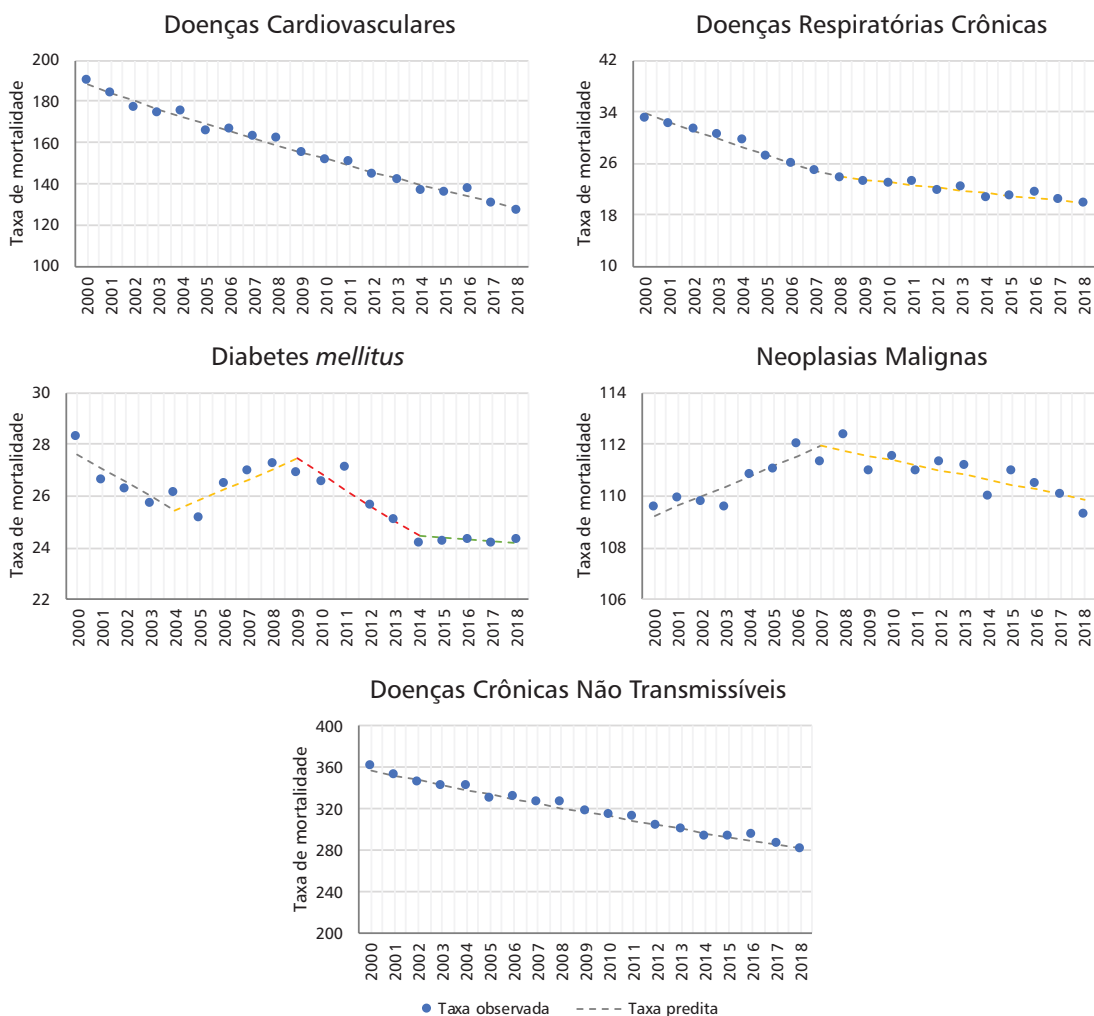 Doenças Cardiovasculares
Taxa de mortalidade
200
180
160
140
120
100
2000 2001 2002 2003 2004 2005 2006 2007 2008 2009 2010 2011 2012 2013 2014 2015 2016 2017 2018
Doenças Respiratórias Crônicas
Taxa de mortalidade
42
34
26
18
10
2000 2001 2002 2003 2004 2005 2006 2007 2008 2009 2010 2011 2012 2013 2014 2015 2016 2017 2018
Diabetes mellitus
Taxa de mortalidade
30
28
26
24
22
2000 2001 2002 2003 2004 2005 2006 2007 2008 2009 2010 2011 2012 2013 2014 2015 2016 2017 2018
Neoplasias Malignas
Taxa de mortalidade
114
112
110
108
106
2000 2001 2002 2003 2004 2005 2006 2007 2008 2009 2010 2011 2012 2013 2014 2015 2016 2017 2018
Doenças Crônicas Não Transmissíveis
Taxa de mortalidade
400
360
320
280
240
200
2000 2001 2002 2003 2004 2005 2006 2007 2008 2009 2010 2011 2012 2013 2014 2015 2016 2017 2018
Taxa observada Taxa predita